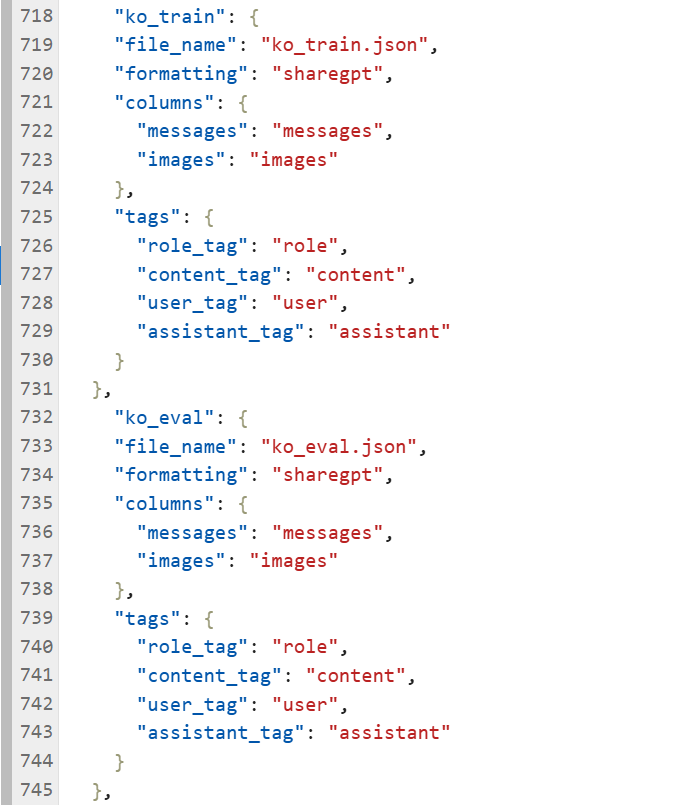 718 "ko_train": {
719 "file_name": "ko_train.json",
720 "formatting": "sharegpt",
721 "columns": {
722 "messages": "messages",
723 "images": "images"
724 },
725 "tags": {
726 "role_tag": "role",
727 "content_tag": "content",
728 "user_tag": "user",
729 "assistant_tag": "assistant"
730 }
731 },
732 "ko_eval": {
733 "file_name": "ko_eval.json",
734 "formatting": "sharegpt",
735 "columns": {
736 "messages": "messages",
737 "images": "images"
738 },
739 "tags": {
740 "role_tag": "role",
741 "content_tag": "content",
742 "user_tag": "user",
743 "assistant_tag": "assistant"
744 }
745 },